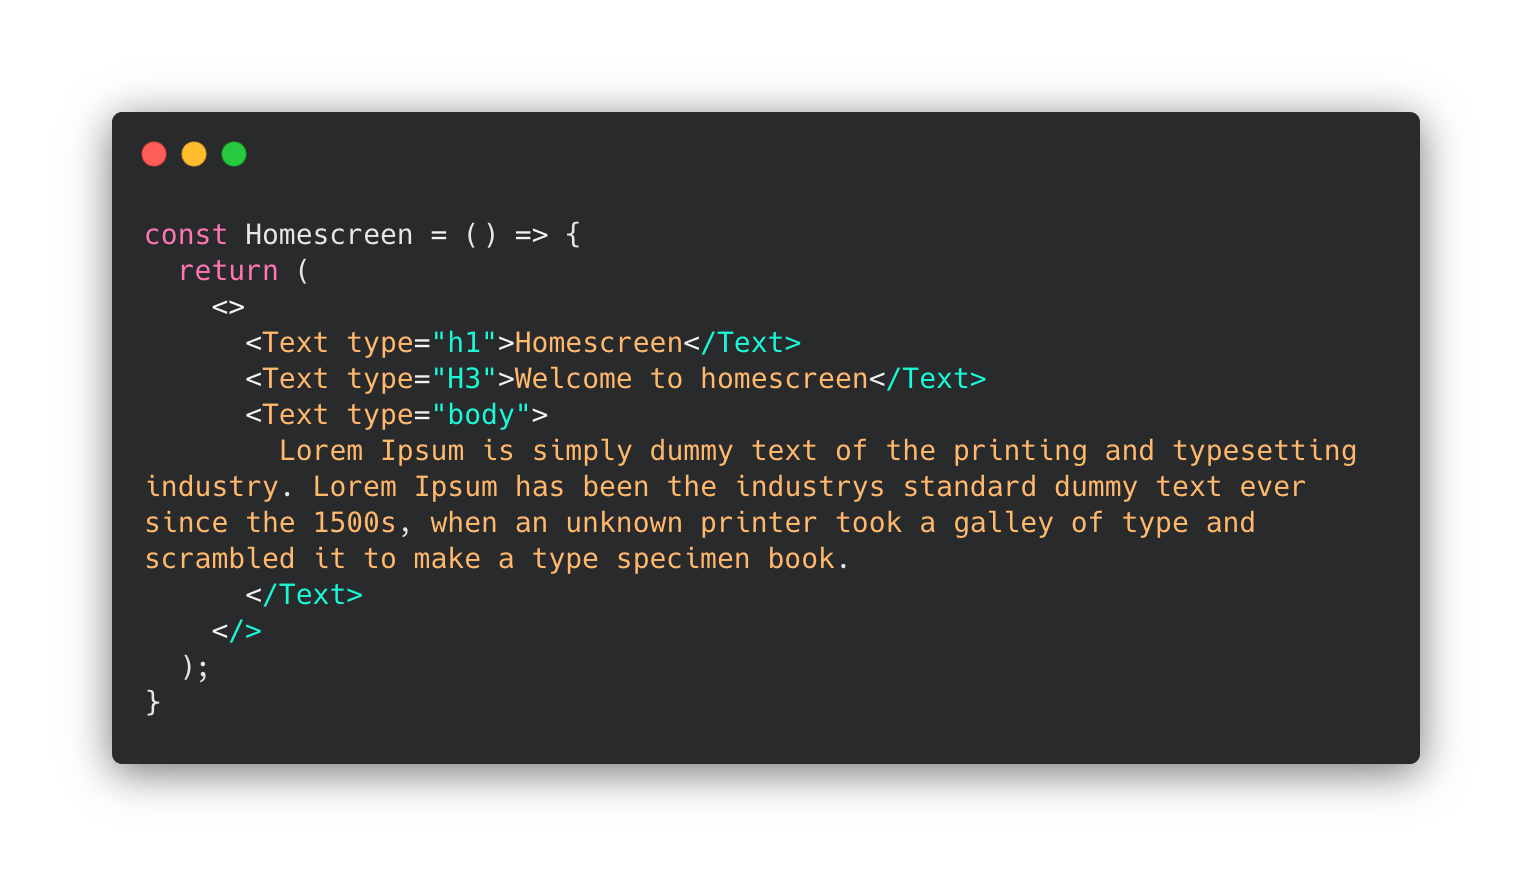 const Homescreen = () => {
  return (
    <>
      <Text type="h1">Homescreen</Text>
      <Text type="H3">Welcome to homescreen</Text>
      <Text type="body">
        Lorem Ipsum is simply dummy text of the printing and typesetting
industry. Lorem Ipsum has been the industrys standard dummy text ever
since the 1500s, when an unknown printer took a galley of type and
scrambled it to make a type specimen book.
      </Text>
    </>
  );
}